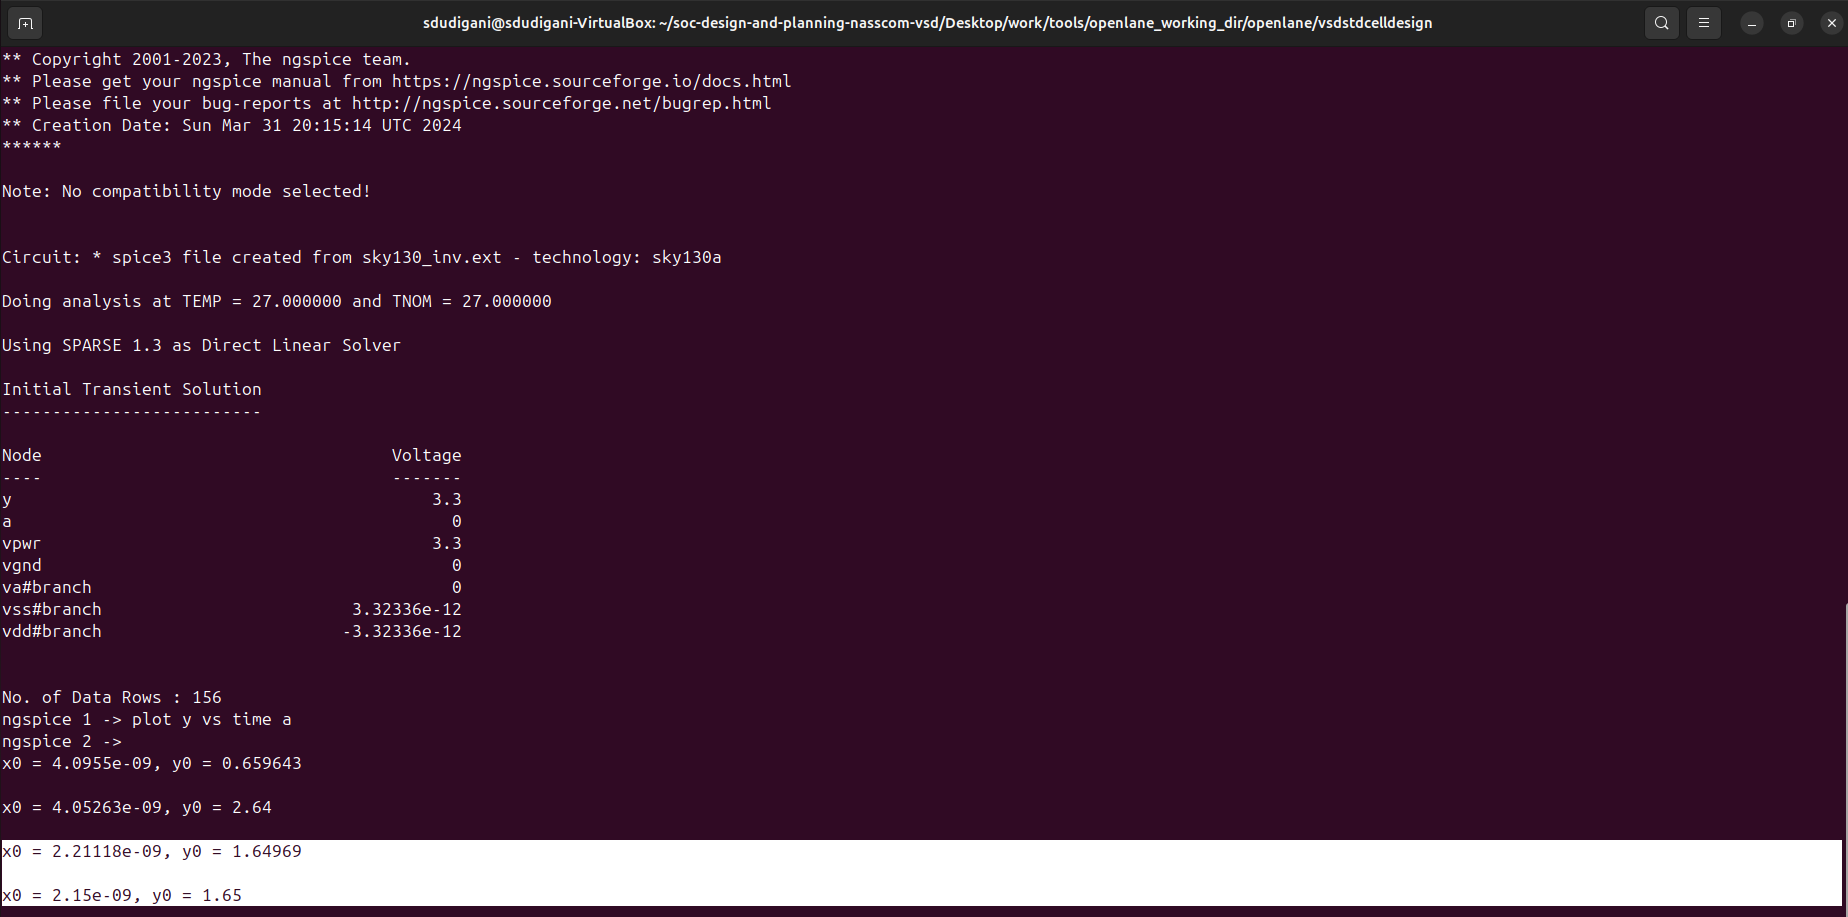 sdudigani@sdudigani-VirtualBox: ~/soc-design-and-planning-nasscom-vsd/Desktop/work/tools/openlane_working_dir/openlane/vsdstdcelldesign
** Copyright 2001-2023, The ngspice team.
** Please get your ngspice manual from https://ngspice.sourceforge.io/docs.html
** Please file your bug-reports at http://ngspice.sourceforge.net/bugrep.html
** Creation Date: Sun Mar 31 20:15:14 UTC 2024
******
Note: No compatibility mode selected!
Circuit: * spice3 file created from sky130_inv.ext - technology: sky130a
Doing analysis at TEMP = 27.000000 and TNOM = 27.000000
Using SPARSE 1.3 as Direct Linear Solver
Initial Transient Solution
--------------------------
Node                                   Voltage
----                                   -------
y                                          3.3
a                                            0
vpwr                                       3.3
vgnd                                         0
va#branch                                    0
vss#branch                         3.32336e-12
vdd#branch                        -3.32336e-12
No. of Data Rows : 156
ngspice 1 -> plot y vs time a
ngspice 2 ->
x0 = 4.0955e-09, y0 = 0.659643
x0 = 4.05263e-09, y0 = 2.64
x0 = 2.21118e-09, y0 = 1.64969
x0 = 2.15e-09, y0 = 1.65